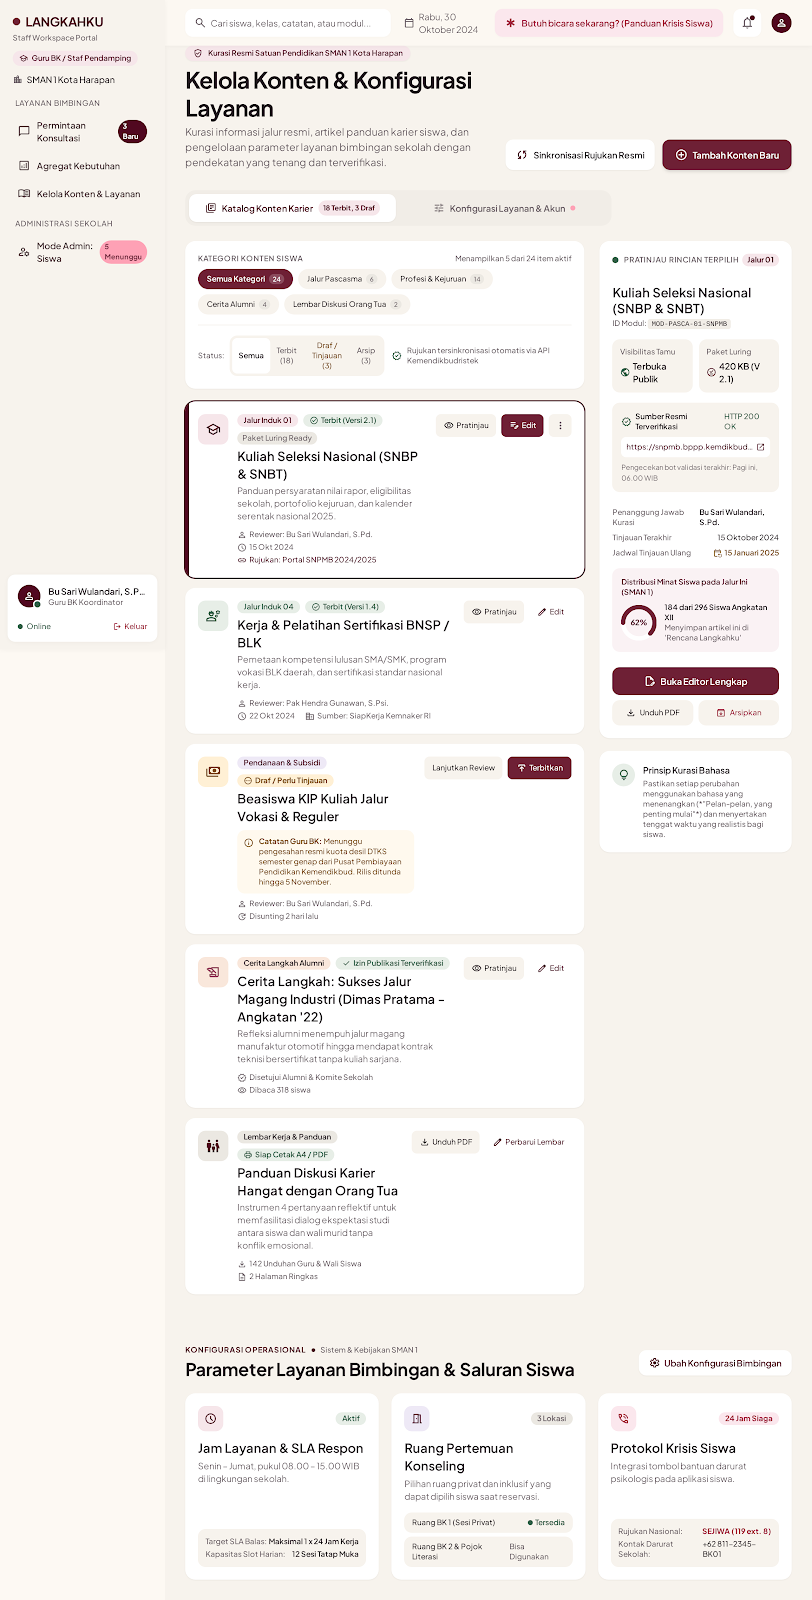 LANGKAHKU
Staff Workspace Portal
Guru BK / Staf Pendamping
SMAN 1 Kota Harapan
LAYANAN BIMBINGAN
Permintaan Konsultasi
3 Baru
Agregat Kebutuhan
Kelola Konten & Layanan
ADMINISTRASI SEKOLAH
Mode Admin: Siswa
5 Menunggu
Bu Sari Wulandari, S.P...
Guru BK Koordinator
Online
Keluar
Cari siswa, kelas, catatan, atau modul...
Rabu, 30 Oktober 2024
Butuh bicara sekarang? (Panduan Krisis Siswa)
Kurasi Resmi Satuan Pendidikan SMAN 1 Kota Harapan
Kelola Konten & Konfigurasi
Layanan
Kurasi informasi jalur resmi, artikel panduan karier siswa, dan
pengelolaan parameter layanan bimbingan sekolah dengan
pendekatan yang tenang dan terverifikasi.
Sinkronisasi Rujukan Resmi
Tambah Konten Baru
Katalog Konten Karier
18 Terbit, 3 Draf
Konfigurasi Layanan & Akun
KATEGORI KONTEN SISWA
Menampilkan 5 dari 24 item aktif
Semua Kategori 24
Jalur Pascasma 6
Profesi & Kejuruan 14
Cerita Alumni 4
Lembar Diskusi Orang Tua 2
Status:
Semua
Terbit (18)
Draf / Tinjauan (3)
Arsip (3)
Rujukan tersinkronisasi otomatis via API
Kemendikbudristek
Jalur Induk 01
Terbit (Versi 2.1)
Paket Luring Ready
Pratinjau
Edit
Kuliah Seleksi Nasional (SNBP
& SNBT)
Panduan persyaratan nilai rapor, eligibilitas
sekolah, portofolio kejuruan, dan kalender
serentak nasional 2025.
Reviewer: Bu Sari Wulandari, S.Pd.
15 Okt 2024
Rujukan: Portal SNPMB 2024/2025
Jalur Induk 04
Terbit (Versi 1.4)
Pratinjau
Edit
Kerja & Pelatihan Sertifikasi BNSP /
BLK
Pemetaan kompetensi lulusan SMA/SMK, program
vokasi BLK daerah, dan sertifikasi standar nasional
kerja.
Reviewer: Pak Hendra Gunawan, S.Psi.
22 Okt 2024
Sumber: SiapKerja Kemnaker RI
Pendanaan & Subsidi
Draf / Perlu Tinjauan
Lanjutkan Review
Terbitkan
Beasiswa KIP Kuliah Jalur
Vokasi & Reguler
Catatan Guru BK: Menunggu
pengesahan resmi kuota desil DTKS
semester genap dari Pusat Pembiayaan
Pendidikan Kemendikbud. Rilis ditunda
hingga 5 November.
Reviewer: Bu Sari Wulandari, S.Pd.
Disunting 2 hari lalu
Cerita Langkah Alumni
Izin Publikasi Terverifikasi
Pratinjau
Edit
Cerita Langkah: Sukses Jalur
Magang Industri (Dimas Pratama –
Angkatan '22)
Refleksi alumni menempuh jalur magang
manufaktur otomotif hingga mendapat kontrak
teknisi bersertifikat tanpa kuliah sarjana.
Disetujui Alumni & Komite Sekolah
Dibaca 318 siswa
Lembar Kerja & Panduan
Siap Cetak A4 / PDF
Unduh PDF
Perbarui Lembar
Panduan Diskusi Karier
Hangat dengan Orang Tua
Instrumen 4 pertanyaan reflektif untuk
memfasilitasi dialog ekspektasi studi
antara siswa dan wali murid tanpa
konflik emosional.
142 Unduhan Guru & Wali Siswa
2 Halaman Ringkas
PRATINJAU RINCIAN TERPILIH
Jalur 01
Kuliah Seleksi Nasional
(SNBP & SNBT)
ID Modul: MOD-PASCA-01-SNPMB
Visibilitas Tamu
Terbuka Publik
Paket Luring
420 KB (V 2.1)
Sumber Resmi Terverifikasi
HTTP 200 OK
https://snpmb.bppp.kemdikbud...
Pengecekan bot validasi terakhir: Pagi ini,
06.00 WIB
Penanggung Jawab Kurasi
Bu Sari Wulandari, S.Pd.
Tinjauan Terakhir
15 Oktober 2024
Jadwal Tinjauan Ulang
15 Januari 2025
Distribusi Minat Siswa pada Jalur Ini
(SMAN 1)
62%
184 dari 296 Siswa Angkatan
XII
Menyimpan artikel ini di
'Rencana Langkahku'
Buka Editor Lengkap
Unduh PDF
Arsipkan
Prinsip Kurasi Bahasa
Pastikan setiap perubahan
menggunakan bahasa yang
menenangkan (*"Pelan-pelan, yang
penting mulai"*) dan menyertakan
tenggat waktu yang realistis bagi
siswa.
KONFIGURASI OPERASIONAL
Sistem & Kebijakan SMAN 1
Parameter Layanan Bimbingan & Saluran Siswa
Ubah Konfigurasi Bimbingan
Aktif
Jam Layanan & SLA Respon
Senin – Jumat, pukul 08.00 – 15.00 WIB
di lingkungan sekolah.
Target SLA Balas: Maksimal 1 x 24 Jam Kerja
Kapasitas Slot Harian: 12 Sesi Tatap Muka
3 Lokasi
Ruang Pertemuan
Konseling
Pilihan ruang privat dan inklusif yang
dapat dipilih siswa saat reservasi.
Ruang BK 1 (Sesi Privat)
Tersedia
Ruang BK 2 & Pojok Literasi
Bisa Digunakan
24 Jam Siaga
Protokol Krisis Siswa
Integrasi tombol bantuan darurat
psikologis pada aplikasi siswa.
Rujukan Nasional: SEJIWA (119 ext. 8)
Kontak Darurat Sekolah: +62 811-2345-BK01